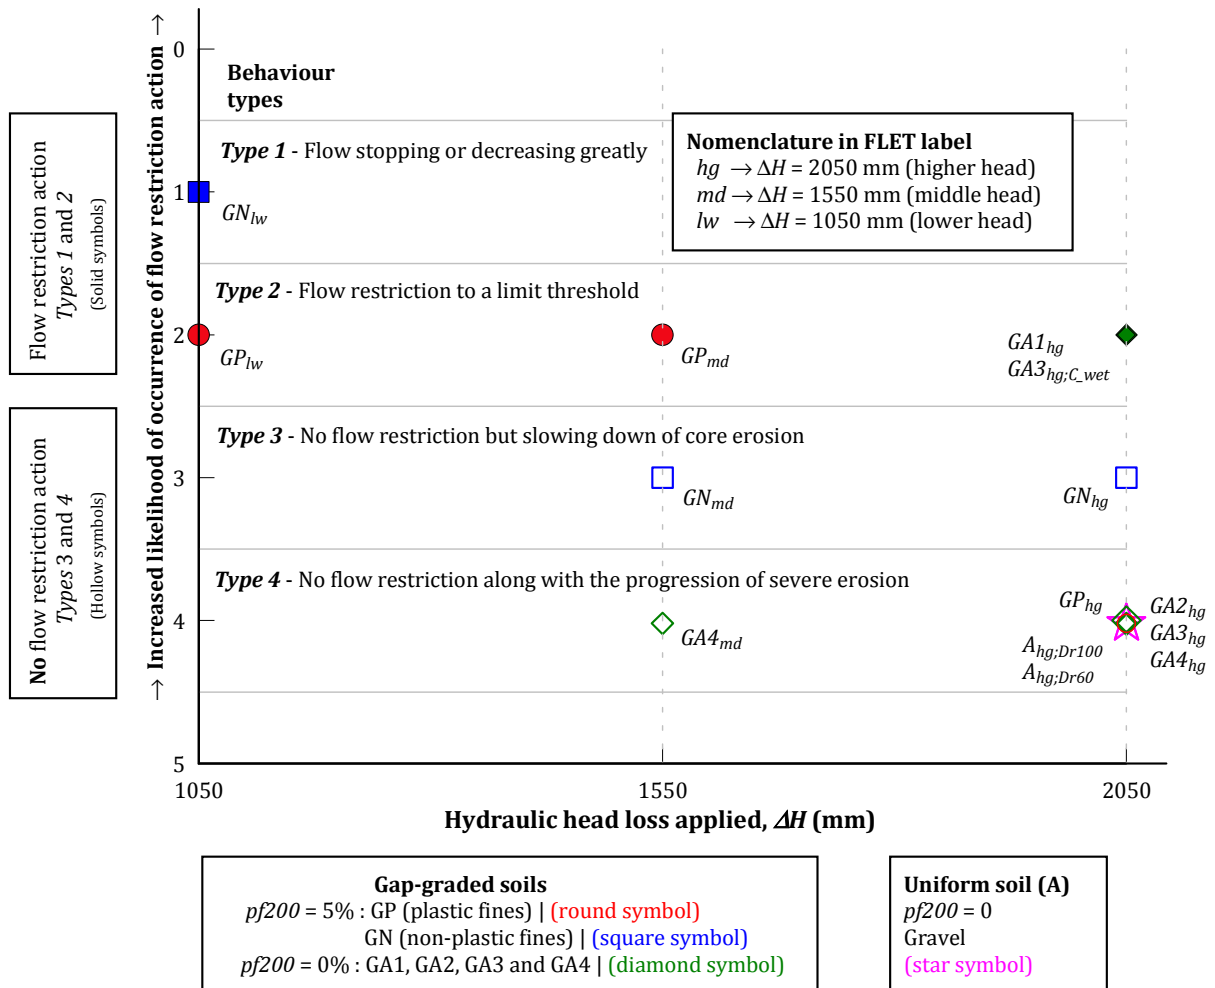 Flow restriction action
Types 1 and 2
(Solid symbols)
No flow restriction action
Types 3 and 4
(Hollow symbols)
→ Increased likelihood of occurrence of flow restriction action →
0
1
2
3
4
5
Behaviour
types
Type 1 - Flow stopping or decreasing greatly
GNlw
Nomenclature in FLET label
hg → ΔH = 2050 mm (higher head)
md → ΔH = 1550 mm (middle head)
lw → ΔH = 1050 mm (lower head)
Type 2 - Flow restriction to a limit threshold
GPlw
GPmd
GA1hg
GA3hg;C_wet
Type 3 - No flow restriction but slowing down of core erosion
GNmd
GNhg
Type 4 - No flow restriction along with the progression of severe erosion
GA4md
GPhg
Ahg;Dr100
Ahg;Dr60
GA2hg
GA3hg
GA4hg
1050
1550
2050
Hydraulic head loss applied, ΔH (mm)
Gap-graded soils
pf200 = 5% : GP (plastic fines) | (round symbol)
GN (non-plastic fines) | (square symbol)
pf200 = 0% : GA1, GA2, GA3 and GA4 | (diamond symbol)
Uniform soil (A)
pf200 = 0
Gravel
(star symbol)